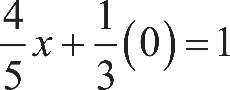 4/5 x + 1/3 (0) = 1